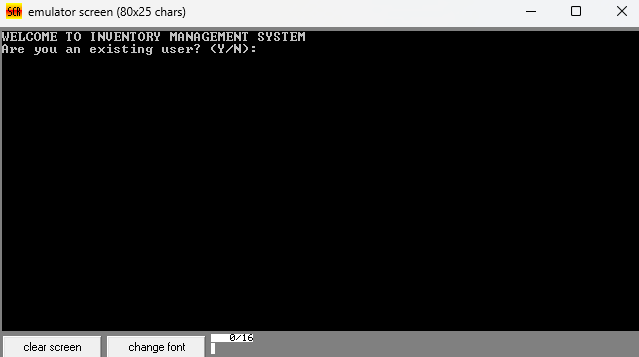 SCR emulator screen (80x25 chars)
WELCOME TO INVENTORY MANAGEMENT SYSTEM
Are you an existing user? (Y/N):
clear screen
change font
0/16